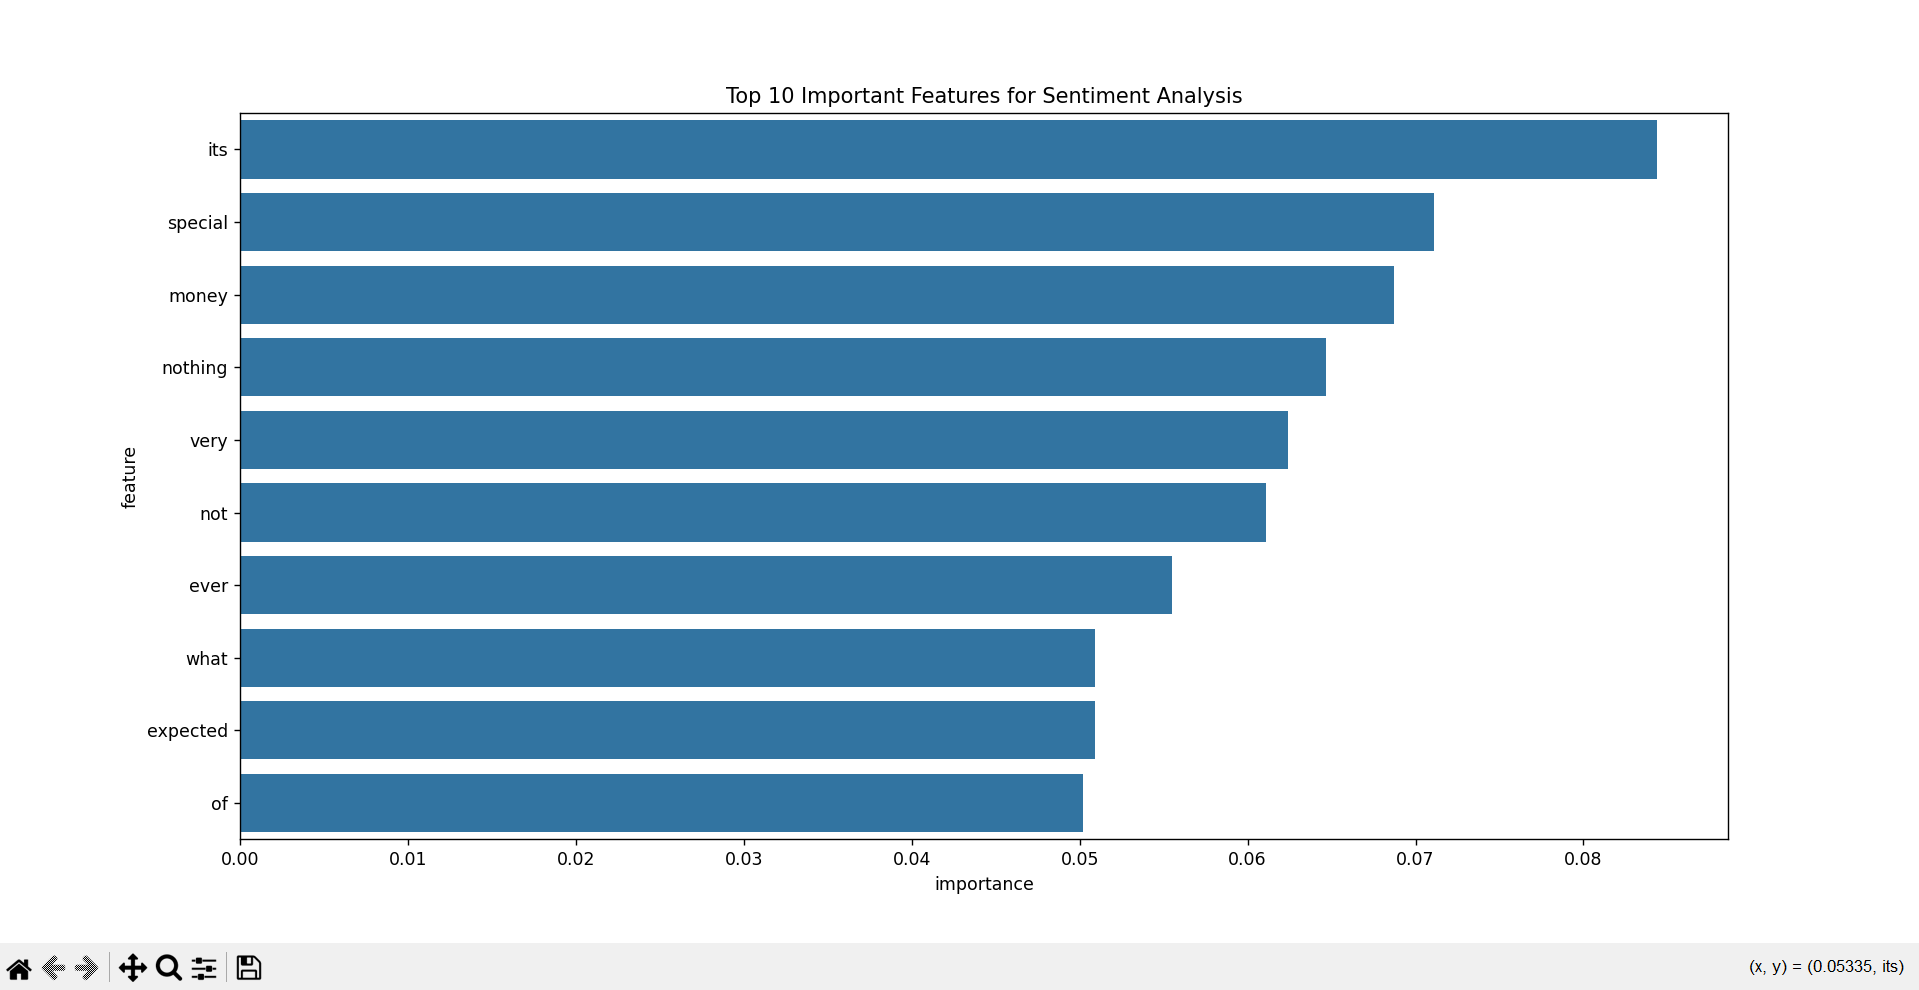 Top 10 Important Features for Sentiment Analysis
its
special
money
nothing
very
not
ever
what
expected
of
feature
0.00 0.01 0.02 0.03 0.04 0.05 0.06 0.07 0.08
importance
(x, y) = (0.05335, its)